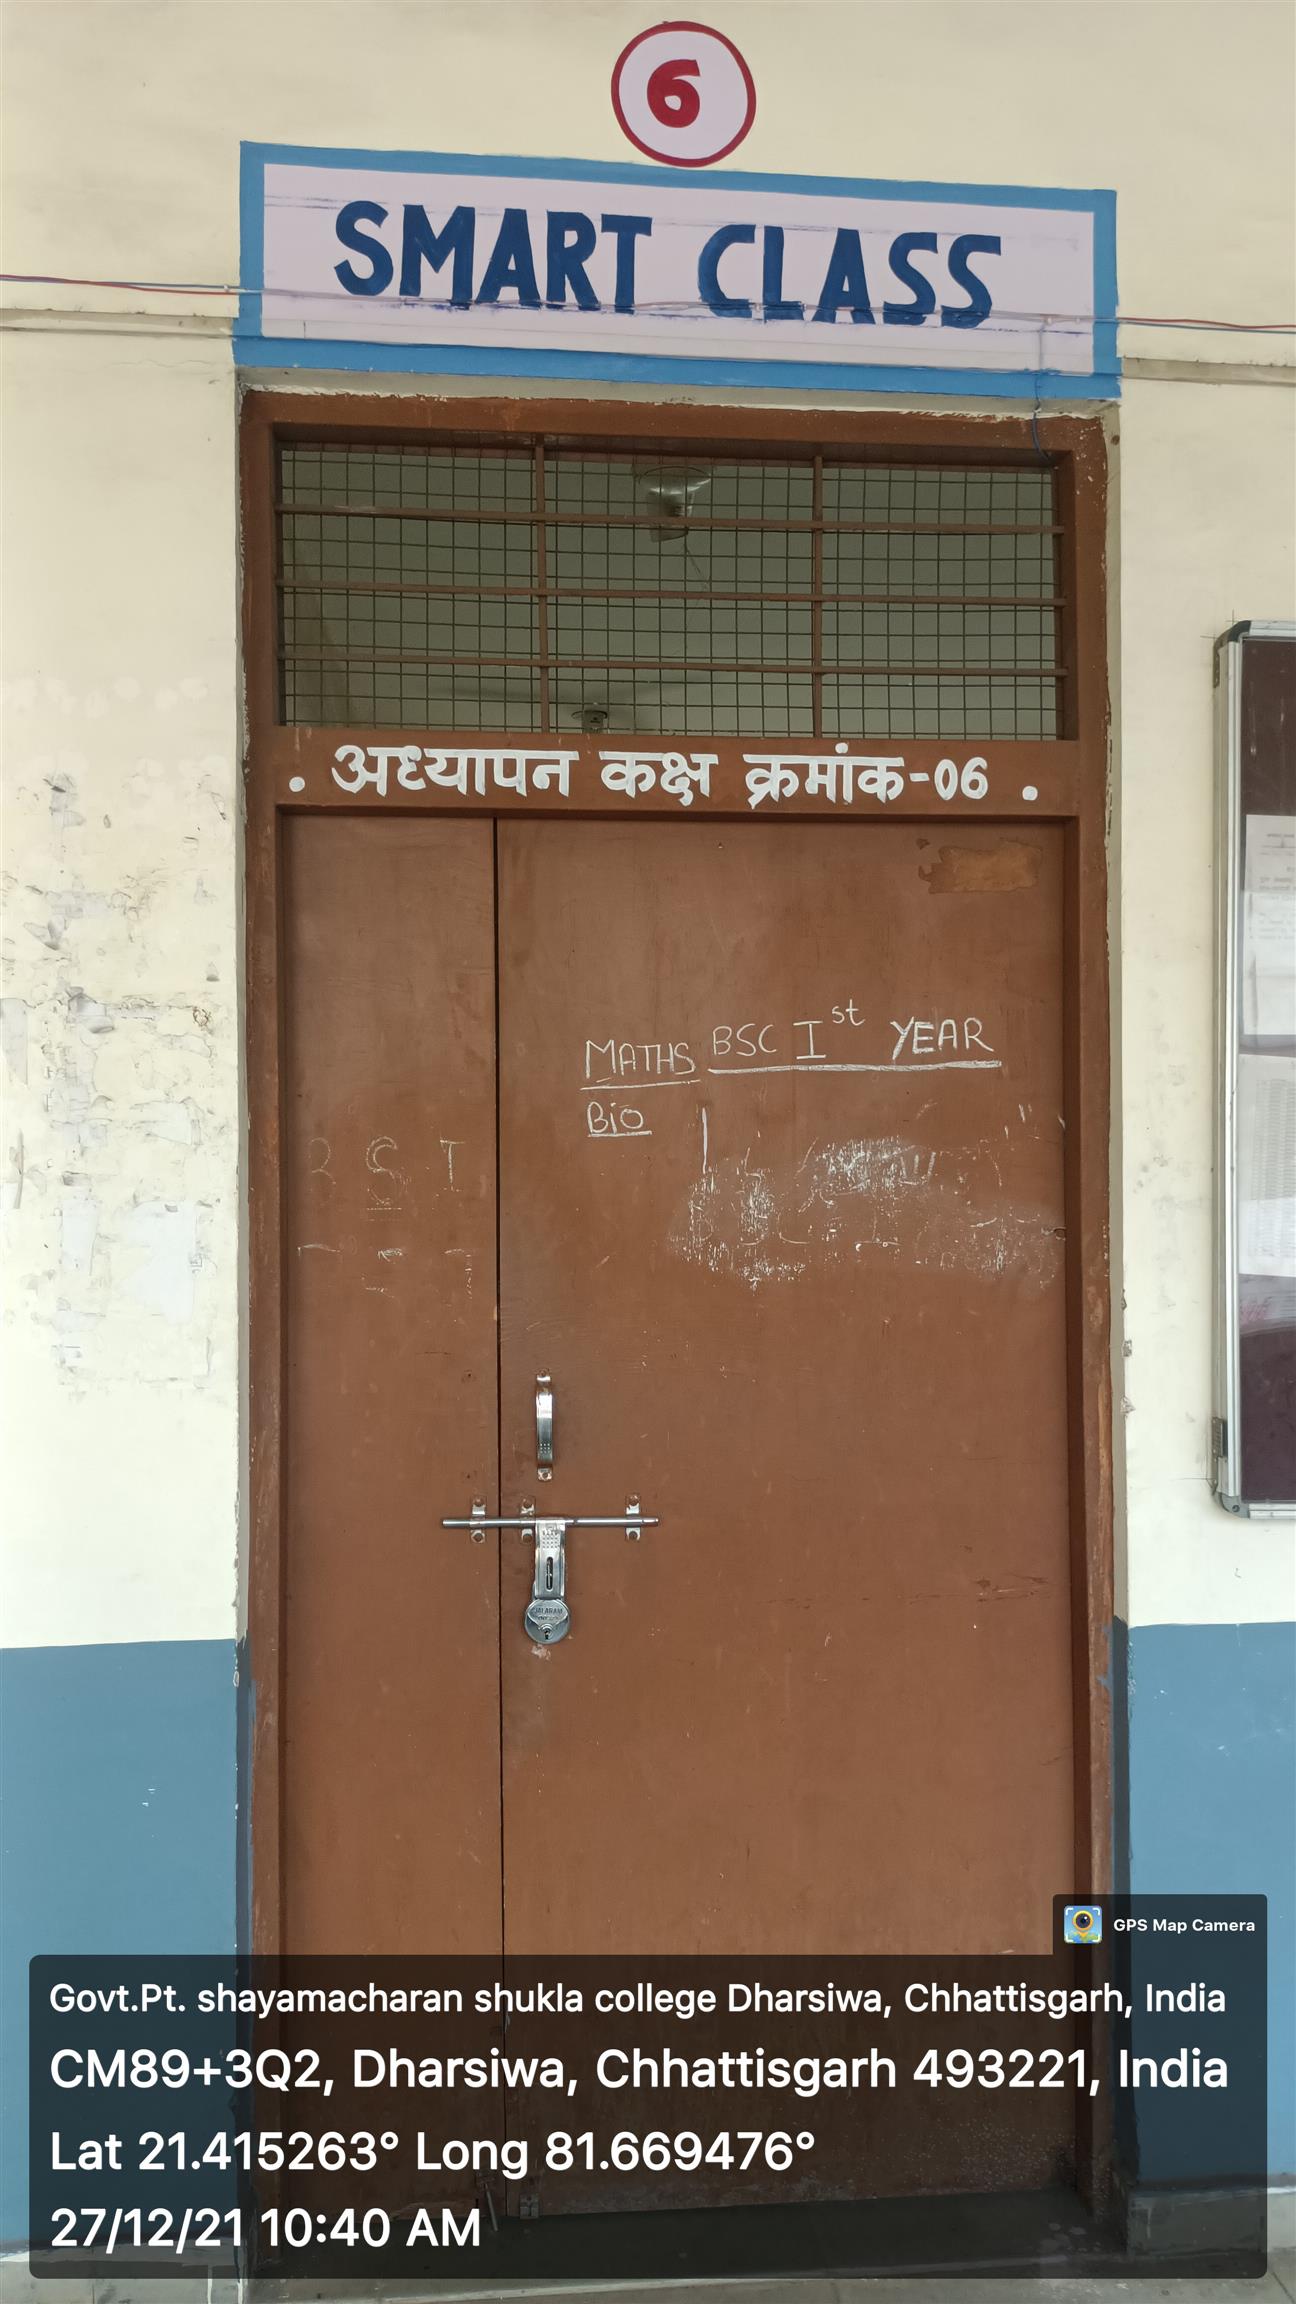 6
SMART CLASS
. अध्यापन कक्ष क्रमांक-06 .
MATHS BSC Ist YEAR
BiO
B S I
JALARAM
GPS Map Camera
Govt.Pt. shayamacharan shukla college Dharsiwa, Chhattisgarh, India
CM89+3Q2, Dharsiwa, Chhattisgarh 493221, India
Lat 21.415263° Long 81.669476°
27/12/21 10:40 AM